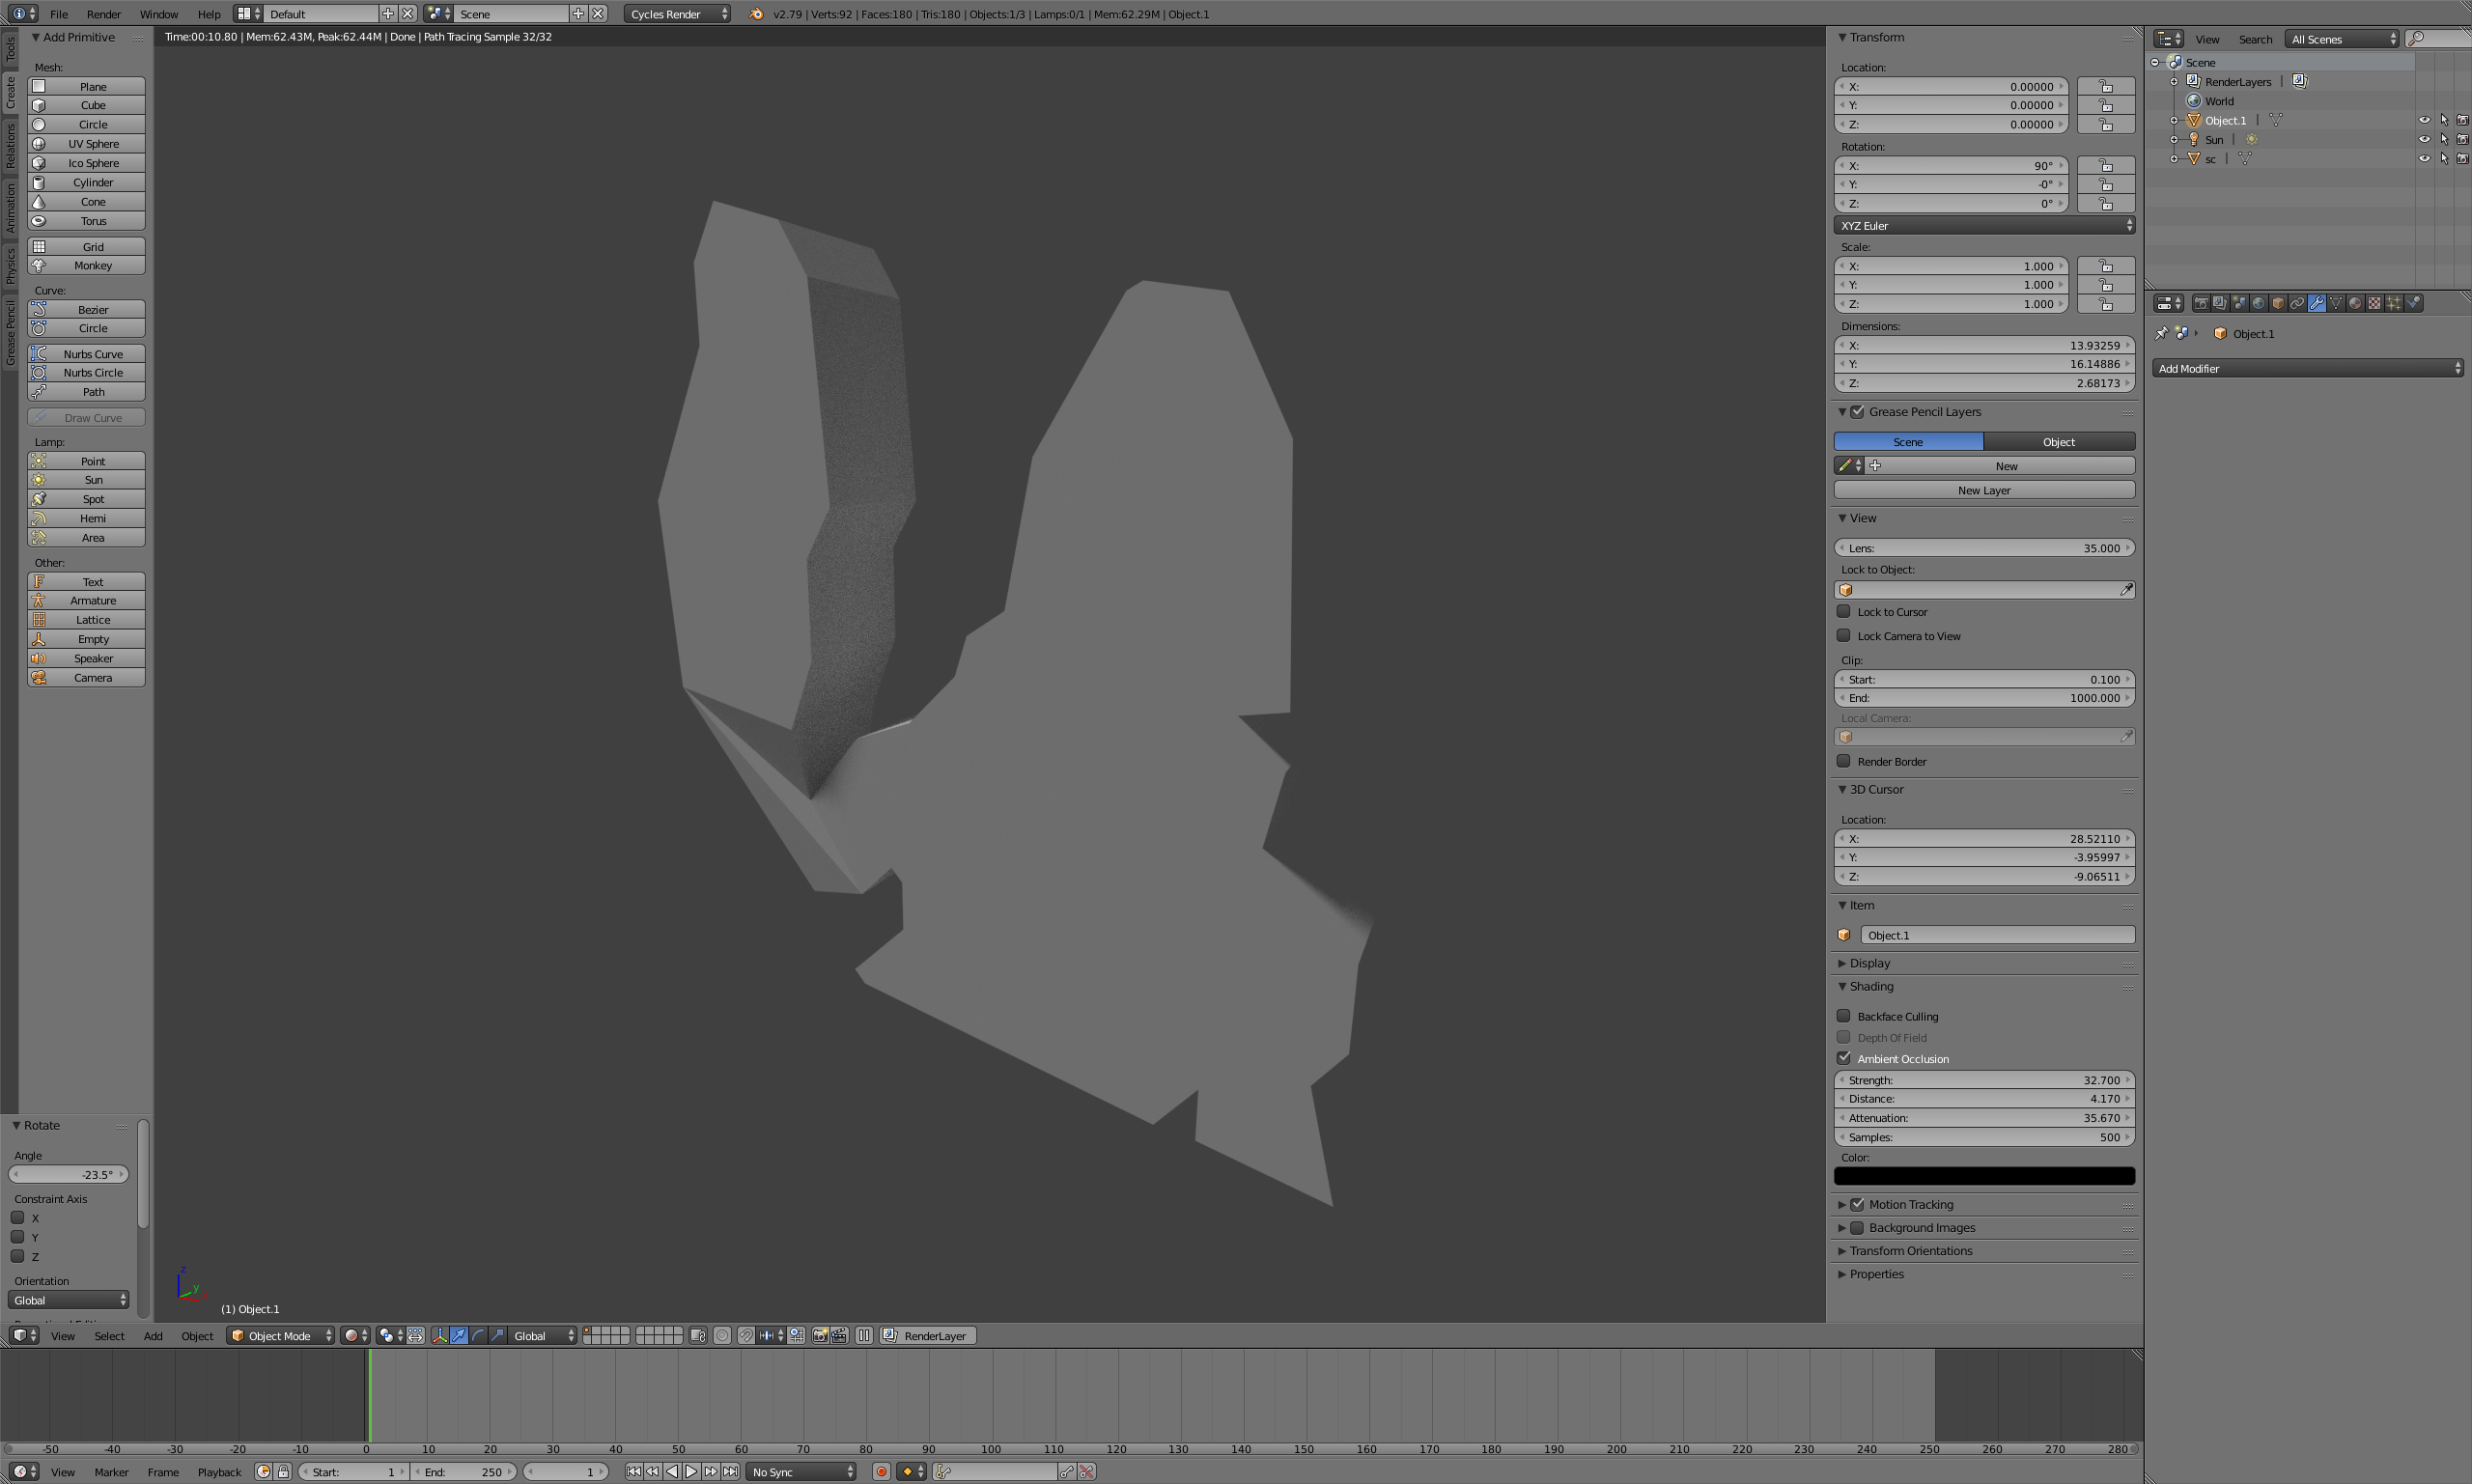 File Render Window Help Default Scene Cycles Render v2.79 | Verts:92 | Faces:180 | Tris:180 | Objects:1/3 | Lamps:0/1 | Mem:62.29M | Object.1
Time:00:10.80 | Mem:62.43M, Peak:62.44M | Done | Path Tracing Sample 32/32
Tools
Create
Relations
Animation
Physics
Grease Pencil
Add Primitive
Mesh:
Plane
Cube
Circle
UV Sphere
Ico Sphere
Cylinder
Cone
Torus
Grid
Monkey
Curve:
Bezier
Circle
Nurbs Curve
Nurbs Circle
Path
Draw Curve
Lamp:
Point
Sun
Spot
Hemi
Area
Other:
Text
Armature
Lattice
Empty
Speaker
Camera
Rotate
Angle
-23.5°
Constraint Axis
X
Y
Z
Orientation
Global
z
y
(1) Object.1
Transform
Location:
X: 0.00000
Y: 0.00000
Z: 0.00000
Rotation:
X: 90°
Y: -0°
Z: 0°
XYZ Euler
Scale:
X: 1.000
Y: 1.000
Z: 1.000
Dimensions:
X: 13.93259
Y: 16.14886
Z: 2.68173
Grease Pencil Layers
Scene Object
New
New Layer
View
Lens: 35.000
Lock to Object:
Lock to Cursor
Lock Camera to View
Clip:
Start: 0.100
End: 1000.000
Local Camera:
Render Border
3D Cursor
Location:
X: 28.52110
Y: -3.95997
Z: -9.06511
Item
Object.1
Display
Shading
Backface Culling
Depth Of Field
Ambient Occlusion
Strength: 32.700
Distance: 4.170
Attenuation: 35.670
Samples: 500
Color:
Motion Tracking
Background Images
Transform Orientations
Properties
View Search All Scenes
Scene
RenderLayers |
World
Object.1 |
Sun |
sc |
Object.1
Add Modifier
View Select Add Object Object Mode Global RenderLayer
-50 -40 -30 -20 -10 0 10 20 30 40 50 60 70 80 90 100 110 120 130 140 150 160 170 180 190 200 210 220 230 240 250 260 270 280
View Marker Frame Playback Start: 1 End: 250 1 No Sync